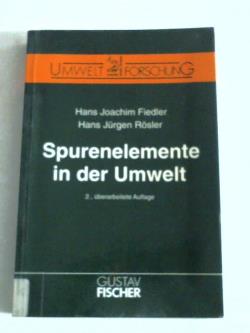 UMWELT FORSCHUNG
Hans Joachim Fiedler
Hans Jürgen Rösler
Spurenelemente
in der Umwelt
2., überarbeitete Auflage
GUSTAV
FISCHER